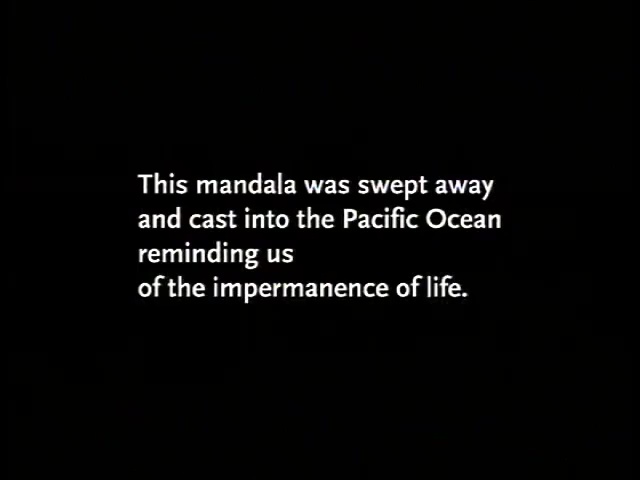 This mandala was swept away
and cast into the Pacific Ocean
reminding us
of the impermanence of life.